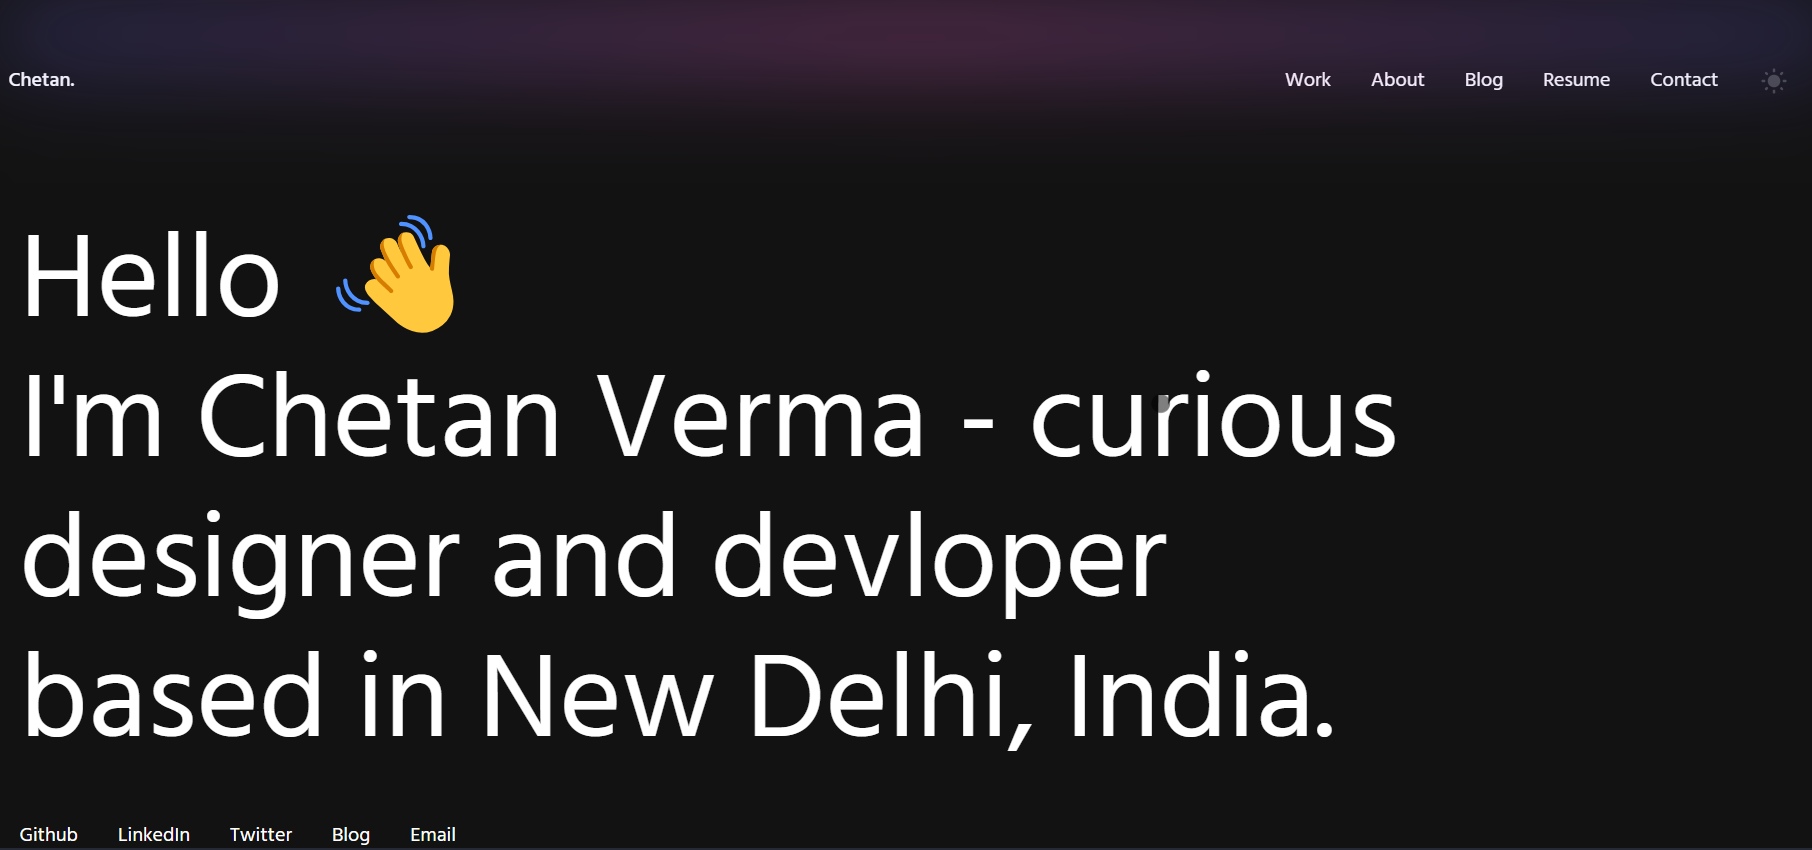 Chetan.
Work About Blog Resume Contact
Hello
I'm Chetan Verma - curious
designer and devloper
based in New Delhi, India.
Github LinkedIn Twitter Blog Email